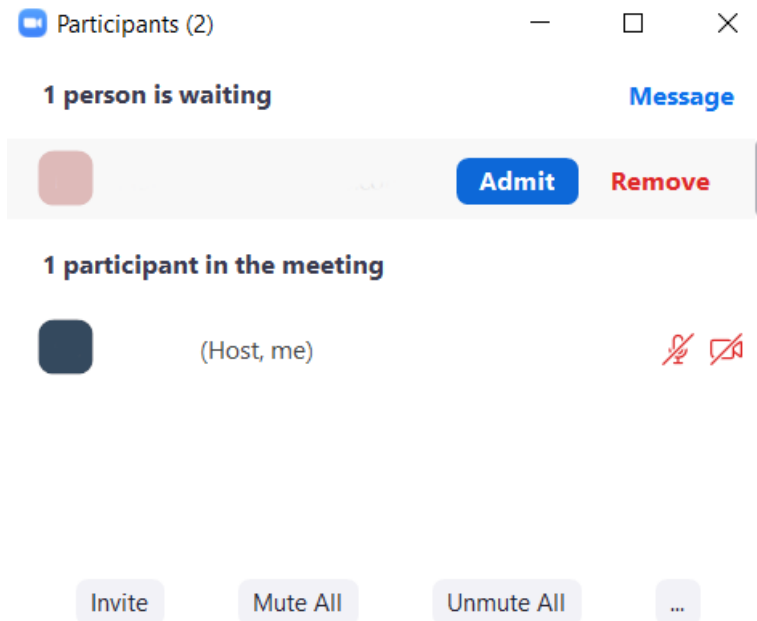 Participants (2)
1 person is waiting Message
Admit Remove
1 participant in the meeting
(Host, me)
Invite Mute All Unmute All ...